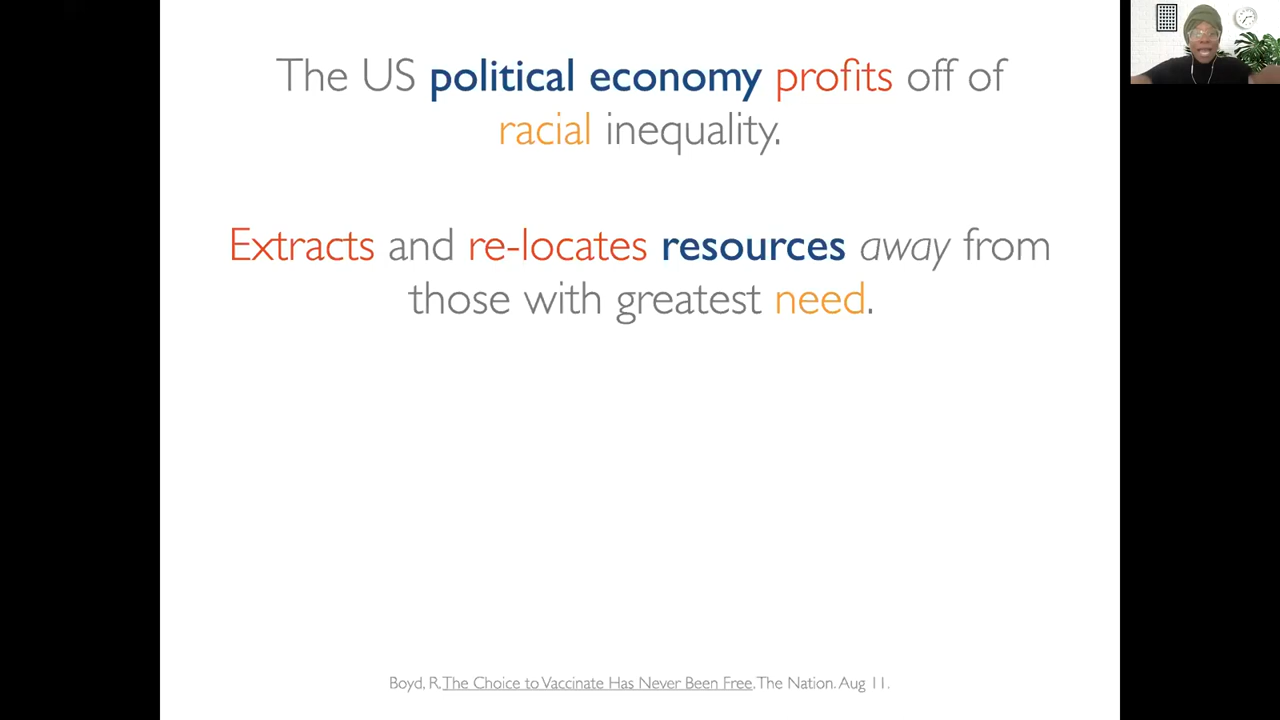 The US political economy profits off of
racial inequality.
Extracts and re-locates resources away from
those with greatest need.
Boyd, R. The Choice to Vaccinate Has Never Been Free. The Nation. Aug 11.